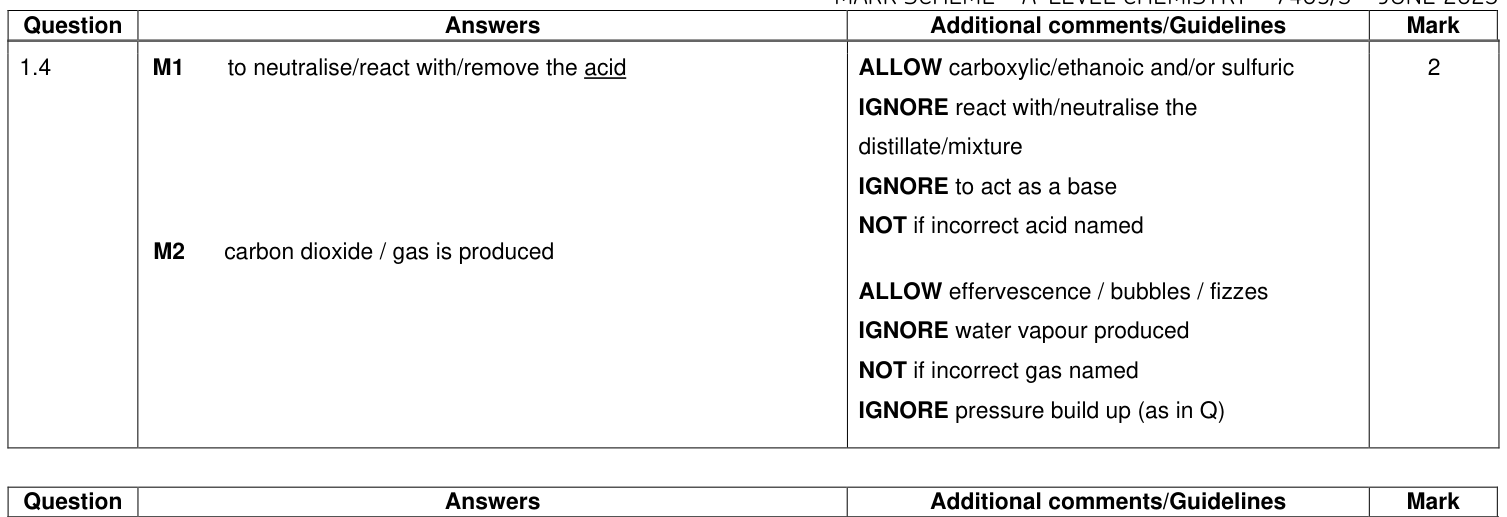 MARK SCHEME – A-LEVEL CHEMISTRY – 7405/3 – JUNE 2023
Question Answers Additional comments/Guidelines Mark
1.4 M1 to neutralise/react with/remove the acid ALLOW carboxylic/ethanoic and/or sulfuric 2
IGNORE react with/neutralise the
distillate/mixture
IGNORE to act as a base
NOT if incorrect acid named
M2 carbon dioxide / gas is produced
ALLOW effervescence / bubbles / fizzes
IGNORE water vapour produced
NOT if incorrect gas named
IGNORE pressure build up (as in Q)
Question Answers Additional comments/Guidelines Mark